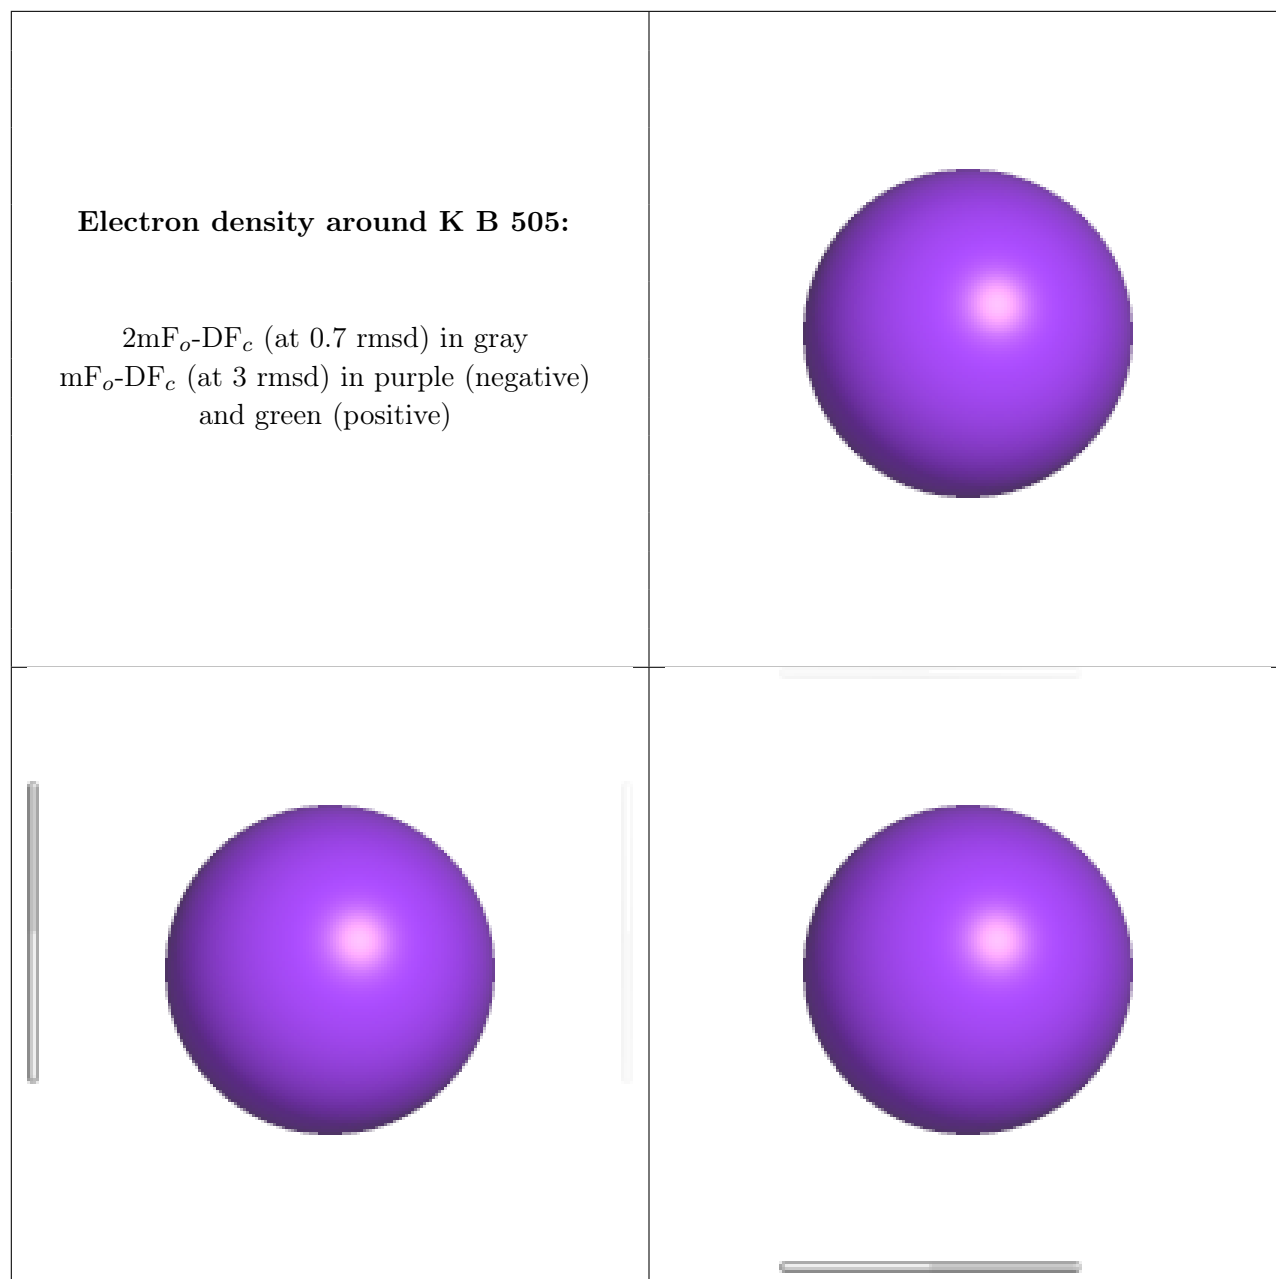 Electron density around K B 505:
2mFₒ-DF𝒸 (at 0.7 rmsd) in gray
mFₒ-DF𝒸 (at 3 rmsd) in purple (negative)
and green (positive)